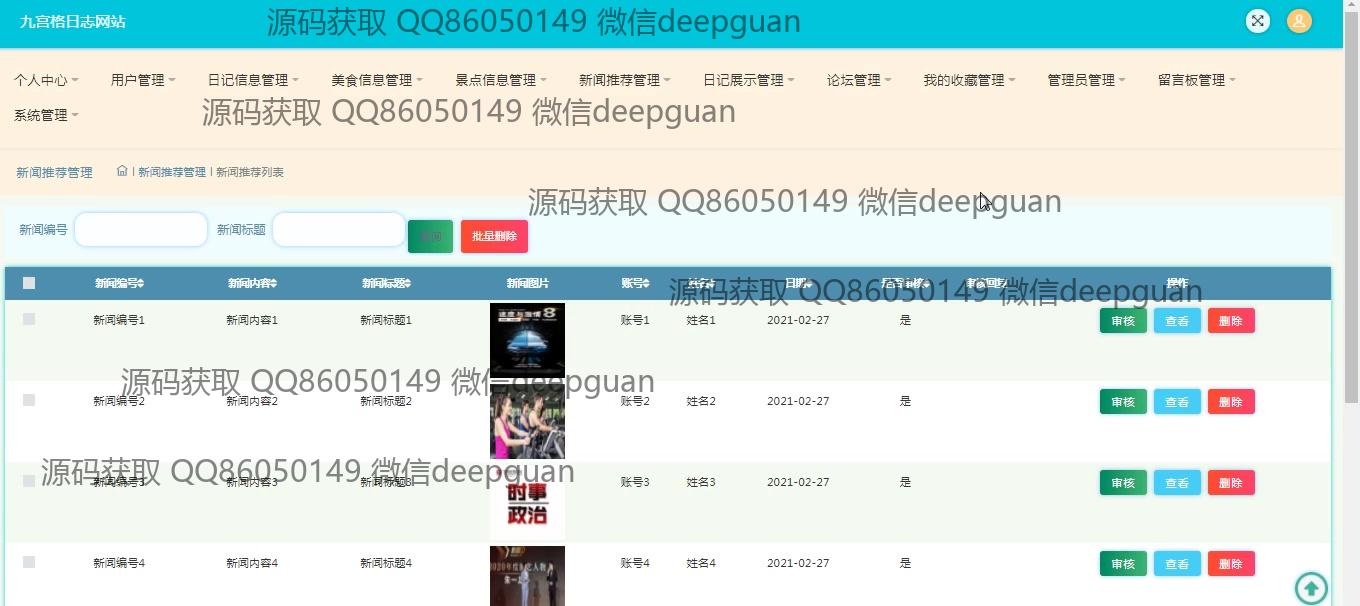 九宫格日志网站
源码获取 QQ86050149 微信deepguan
个人中心 用户管理 日记信息管理 美食信息管理 景点信息管理 新闻推荐管理 日记展示管理 论坛管理 我的收藏管理 管理员管理 留言板管理
系统管理
源码获取 QQ86050149 微信deepguan
新闻推荐管理 | 新闻推荐管理 | 新闻推荐列表
源码获取 QQ86050149 微信deepguan
新闻编号 新闻标题 查询 批量删除
新闻编号 新闻内容 新闻标题 新闻图片 账号 姓名 日期 是否审核 审核回复 操作
源码获取 QQ86050149 微信deepguan
新闻编号1 新闻内容1 新闻标题1 账号1 姓名1 2021-02-27 是 审核 查看 删除
速度与激情8
源码获取 QQ86050149 微信deepguan
新闻编号2 新闻内容2 新闻标题2 账号2 姓名2 2021-02-27 是 审核 查看 删除
源码获取 QQ86050149 微信deepguan
新闻编号3 新闻内容3 新闻标题3 账号3 姓名3 2021-02-27 是 审核 查看 删除
时事
政治
新闻编号4 新闻内容4 新闻标题4 账号4 姓名4 2021-02-27 是 审核 查看 删除